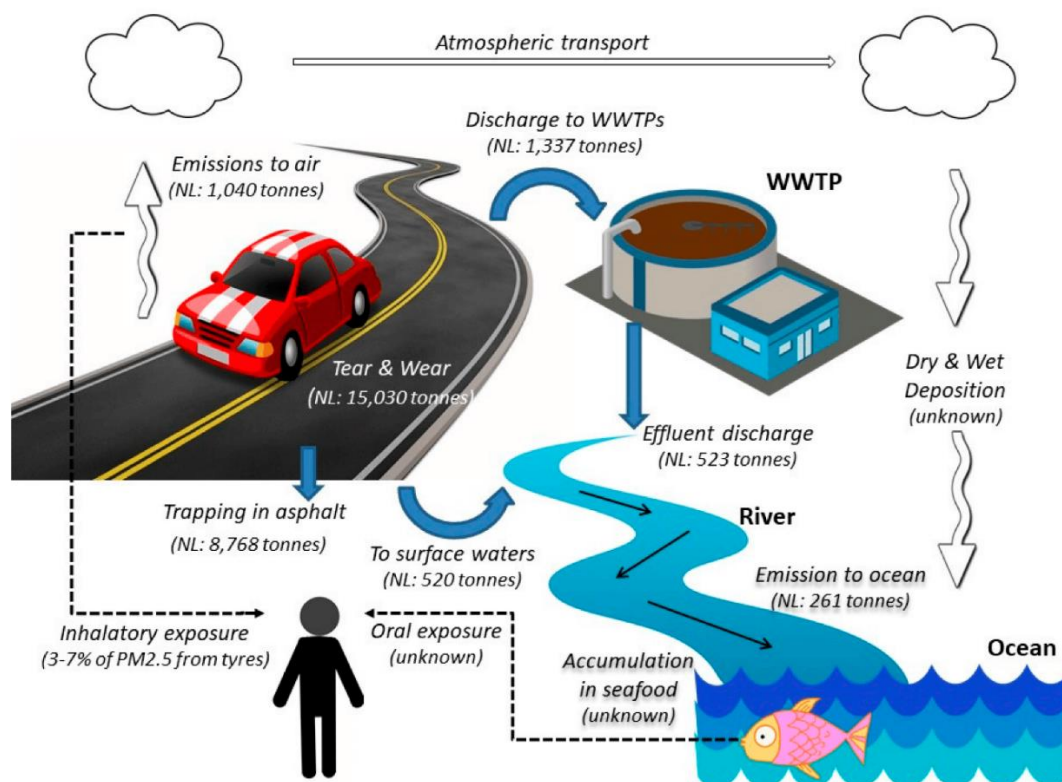 Atmospheric transport
Discharge to WWTPs
(NL: 1,337 tonnes)
Emissions to air
(NL: 1,040 tonnes)
WWTP
Tear & Wear
(NL: 15,030 tonnes)
Dry & Wet
Deposition
(unknown)
Effluent discharge
(NL: 523 tonnes)
Trapping in asphalt
(NL: 8,768 tonnes)
River
To surface waters
(NL: 520 tonnes)
Emission to ocean
(NL: 261 tonnes)
Inhalatory exposure
(3-7% of PM2.5 from tyres)
Oral exposure
(unknown)
Ocean
Accumulation
in seafood
(unknown)